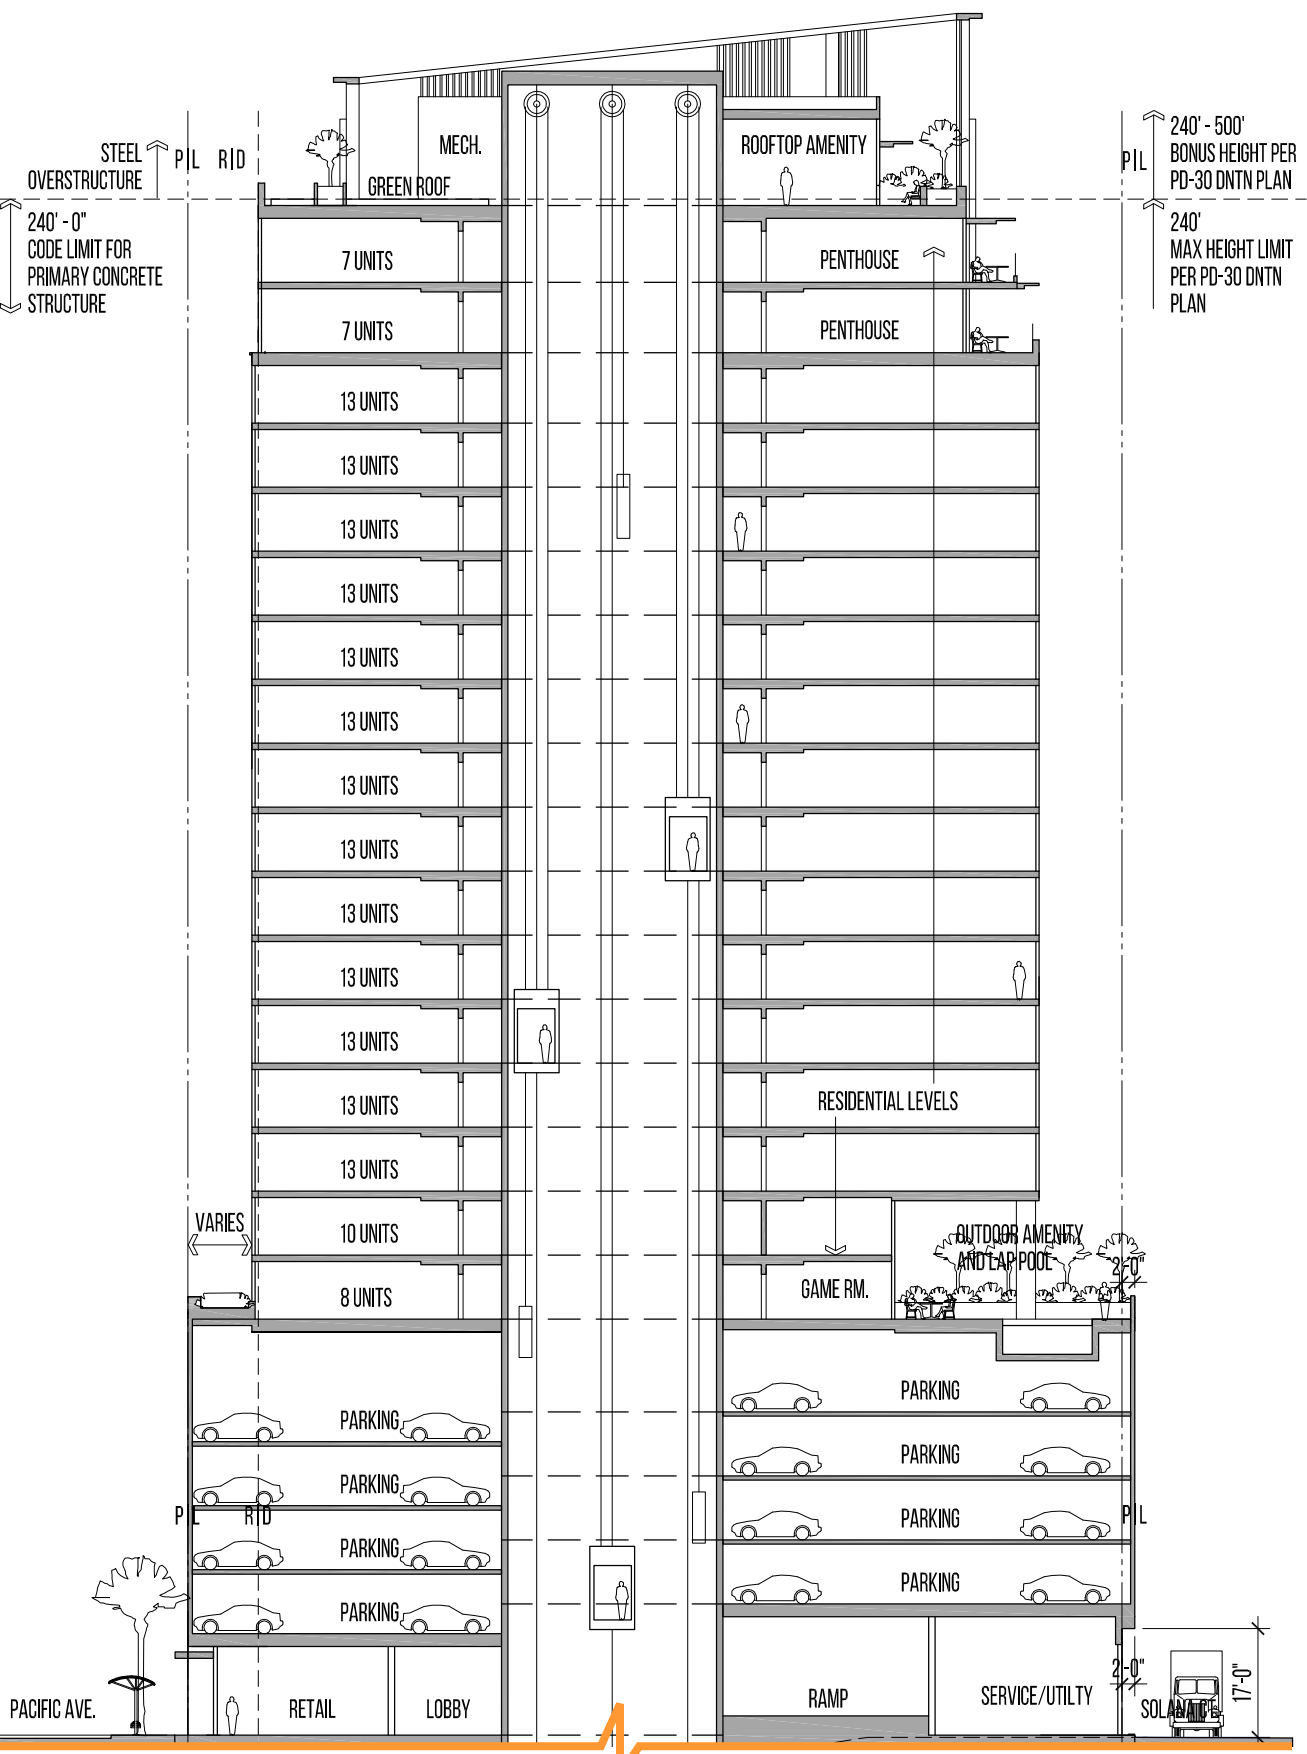 STEEL
OVERSTRUCTURE
P|L
R|D
MECH.
ROOFTOP AMENITY
P|L
240' - 500'
BONUS HEIGHT PER
PD-30 DNTN PLAN
GREEN ROOF
240' - 0"
CODE LIMIT FOR
PRIMARY CONCRETE
STRUCTURE
240'
MAX HEIGHT LIMIT
PER PD-30 DNTN
PLAN
7 UNITS
PENTHOUSE
7 UNITS
PENTHOUSE
13 UNITS
13 UNITS
13 UNITS
13 UNITS
13 UNITS
13 UNITS
13 UNITS
13 UNITS
13 UNITS
13 UNITS
13 UNITS
13 UNITS
RESIDENTIAL LEVELS
13 UNITS
VARIES
10 UNITS
OUTDOOR AMENITY
AND LAP POOL
2'-0"
8 UNITS
GAME RM.
PARKING
PARKING
PARKING
PARKING
P|L
R|D
PARKING
P|L
PARKING
PARKING
PARKING
2'-0"
17'-0"
PACIFIC AVE.
RETAIL
LOBBY
RAMP
SERVICE/UTILTY
SOLANA CT.